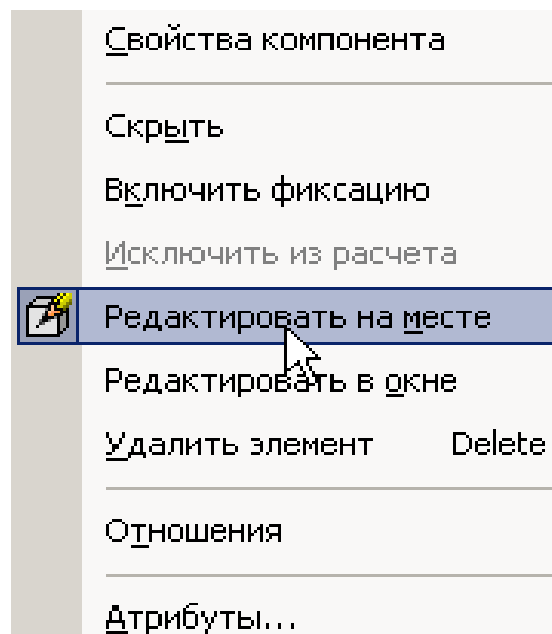 Свойства компонента
Скрыть
Включить фиксацию
Исключить из расчета
Редактировать на месте
Редактировать в окне
Удалить элемент Delete
Отношения
Атрибуты...